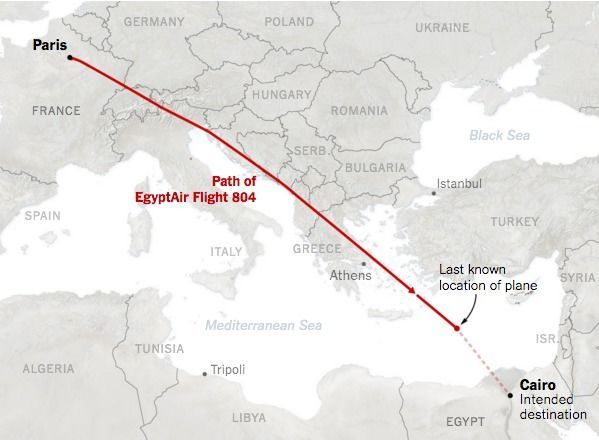 GERMANY
POLAND
UKRAINE
Paris
HUNGARY
FRANCE
ROMANIA
Black Sea
SERB.
BULGARIA
Path of
EgyptAir Flight 804
Istanbul
SPAIN
TURKEY
ITALY
GREECE
Athens
Last known
location of plane
SYRIA
Mediterranean Sea
ISR.
TUNISIA
ALGERIA
Tripoli
Cairo
Intended
destination
LIBYA
EGYPT